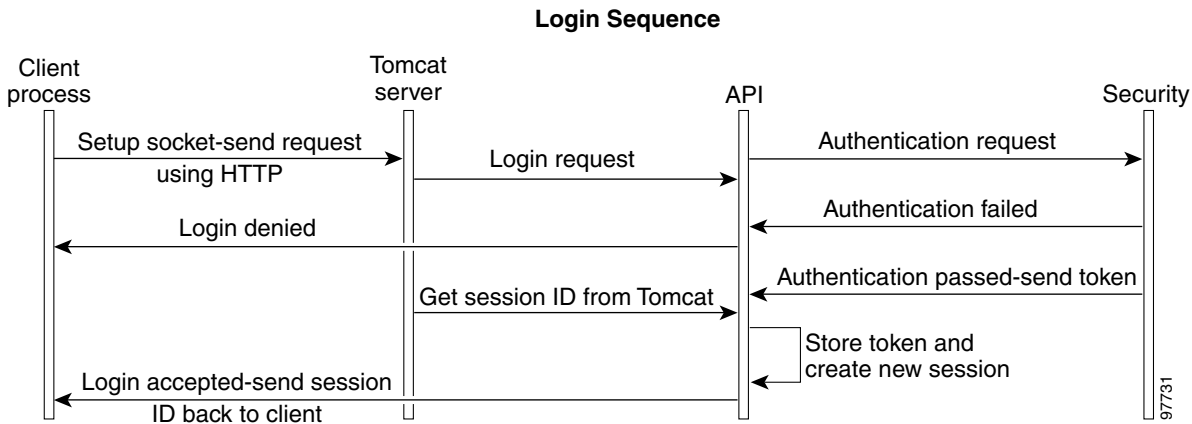 Login Sequence
Client
process
Tomcat
server
API
Security
Setup socket-send request
using HTTP
Login request
Authentication request
Authentication failed
Login denied
Authentication passed-send token
Get session ID from Tomcat
Store token and
create new session
Login accepted-send session
ID back to client
97731